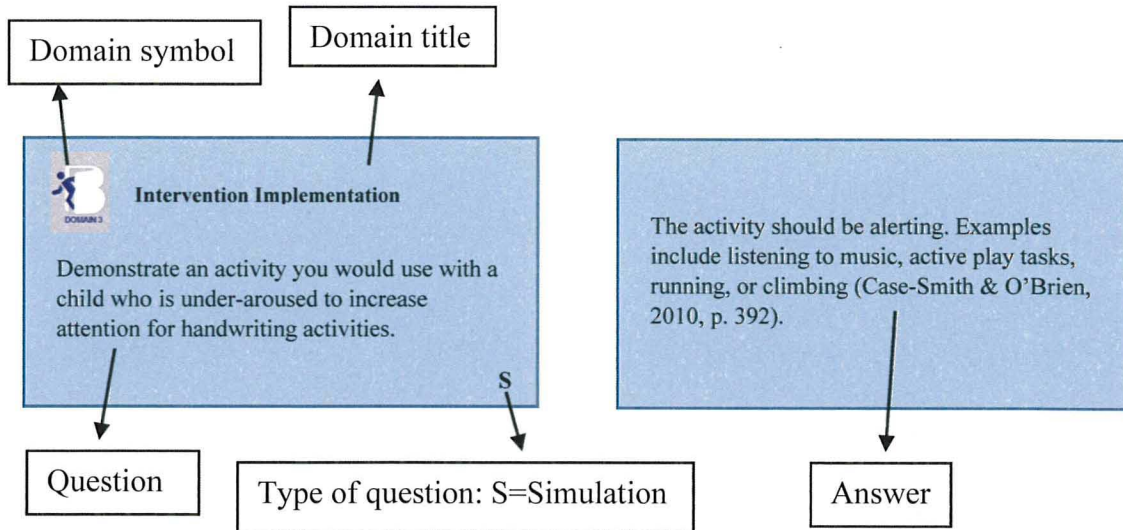 Domain symbol
Domain title
B
DOMAIN 3
Intervention Implementation
Demonstrate an activity you would use with a
child who is under-aroused to increase
attention for handwriting activities.
S
The activity should be alerting. Examples
include listening to music, active play tasks,
running, or climbing (Case-Smith & O’Brien,
2010, p. 392).
Question
Type of question: S=Simulation
Answer